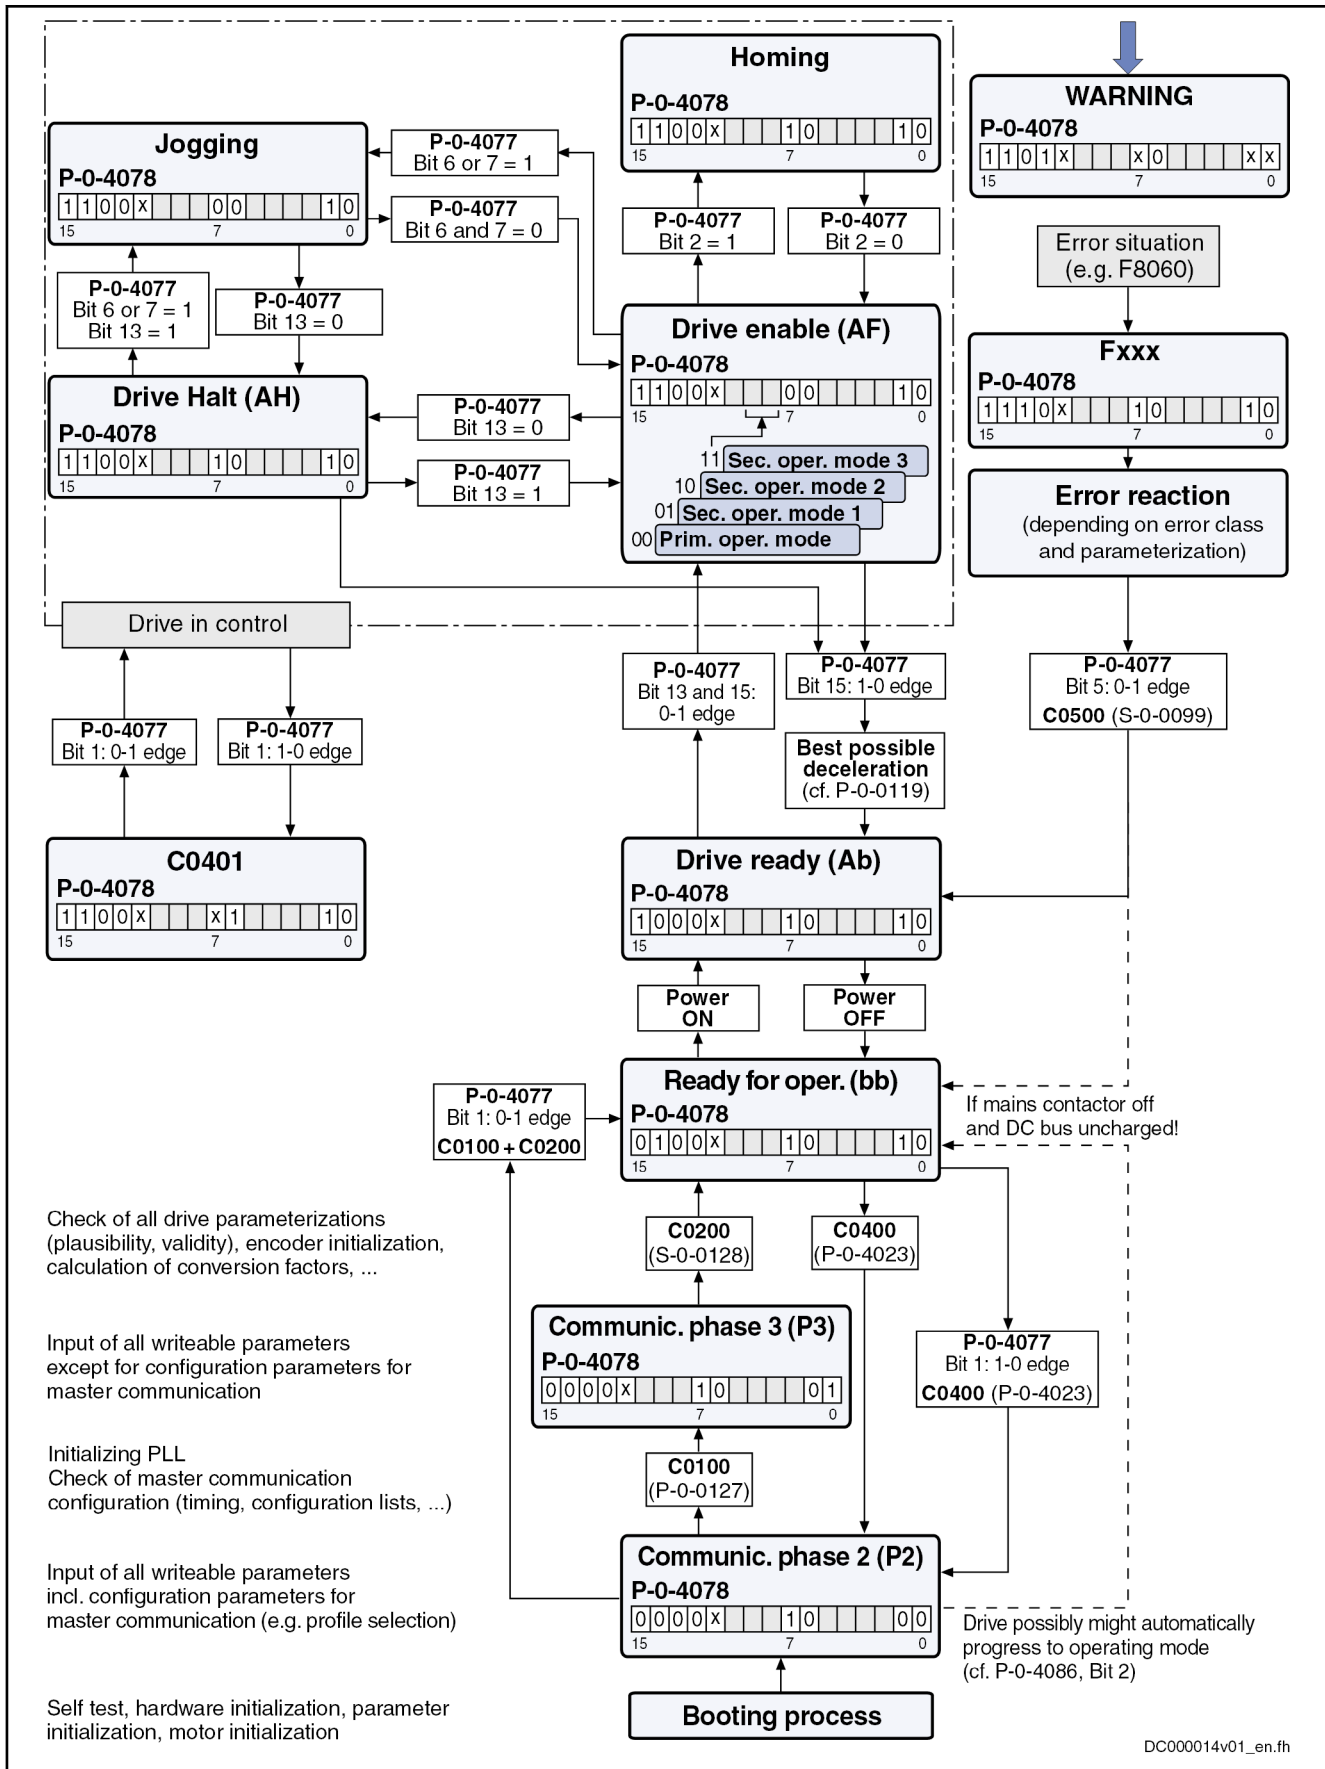 Homing
P-0-4078
1 1 0 0 x 1 0 1 0
15 7 0
WARNING
P-0-4078
1 1 0 1 x x 0 x x
15 7 0
Jogging
P-0-4078
1 1 0 0 x 0 0 1 0
15 7 0
P-0-4077
Bit 6 or 7 = 1
P-0-4077
Bit 6 and 7 = 0
P-0-4077
Bit 2 = 1
P-0-4077
Bit 2 = 0
Error situation
(e.g. F8060)
P-0-4077
Bit 6 or 7 = 1
Bit 13 = 1
P-0-4077
Bit 13 = 0
Drive enable (AF)
P-0-4078
1 1 0 0 x 0 0 1 0
15 7 0
11 Sec. oper. mode 3
10 Sec. oper. mode 2
01 Sec. oper. mode 1
00 Prim. oper. mode
Fxxx
P-0-4078
1 1 1 0 x 1 0 1 0
15 7 0
Drive Halt (AH)
P-0-4078
1 1 0 0 x 1 0 1 0
15 7 0
P-0-4077
Bit 13 = 0
P-0-4077
Bit 13 = 1
Error reaction
(depending on error class
and parameterization)
Drive in control
P-0-4077
Bit 1: 0-1 edge
P-0-4077
Bit 1: 1-0 edge
P-0-4077
Bit 13 and 15:
0-1 edge
P-0-4077
Bit 15: 1-0 edge
Best possible
deceleration
(cf. P-0-0119)
P-0-4077
Bit 5: 0-1 edge
C0500 (S-0-0099)
C0401
P-0-4078
1 1 0 0 x x 1 1 0
15 7 0
Drive ready (Ab)
P-0-4078
1 0 0 0 x 1 0 1 0
15 7 0
Power
ON
Power
OFF
P-0-4077
Bit 1: 0-1 edge
C0100 + C0200
Ready for oper. (bb)
P-0-4078
0 1 0 0 x 1 0 1 0
15 7 0
If mains contactor off
and DC bus uncharged!
Check of all drive parameterizations
(plausibility, validity), encoder initialization,
calculation of conversion factors, ...
C0200
(S-0-0128)
C0400
(P-0-4023)
Input of all writeable parameters
except for configuration parameters for
master communication
Communic. phase 3 (P3)
P-0-4078
0 0 0 0 x 1 0 0 1
15 7 0
P-0-4077
Bit 1: 1-0 edge
C0400 (P-0-4023)
Initializing PLL
Check of master communication
configuration (timing, configuration lists, ...)
C0100
(P-0-0127)
Input of all writeable parameters
incl. configuration parameters for
master communication (e.g. profile selection)
Communic. phase 2 (P2)
P-0-4078
0 0 0 0 x 1 0 0 0
15 7 0
Drive possibly might automatically
progress to operating mode
(cf. P-0-4086, Bit 2)
Self test, hardware initialization, parameter
initialization, motor initialization
Booting process
DC000014v01_en.fh